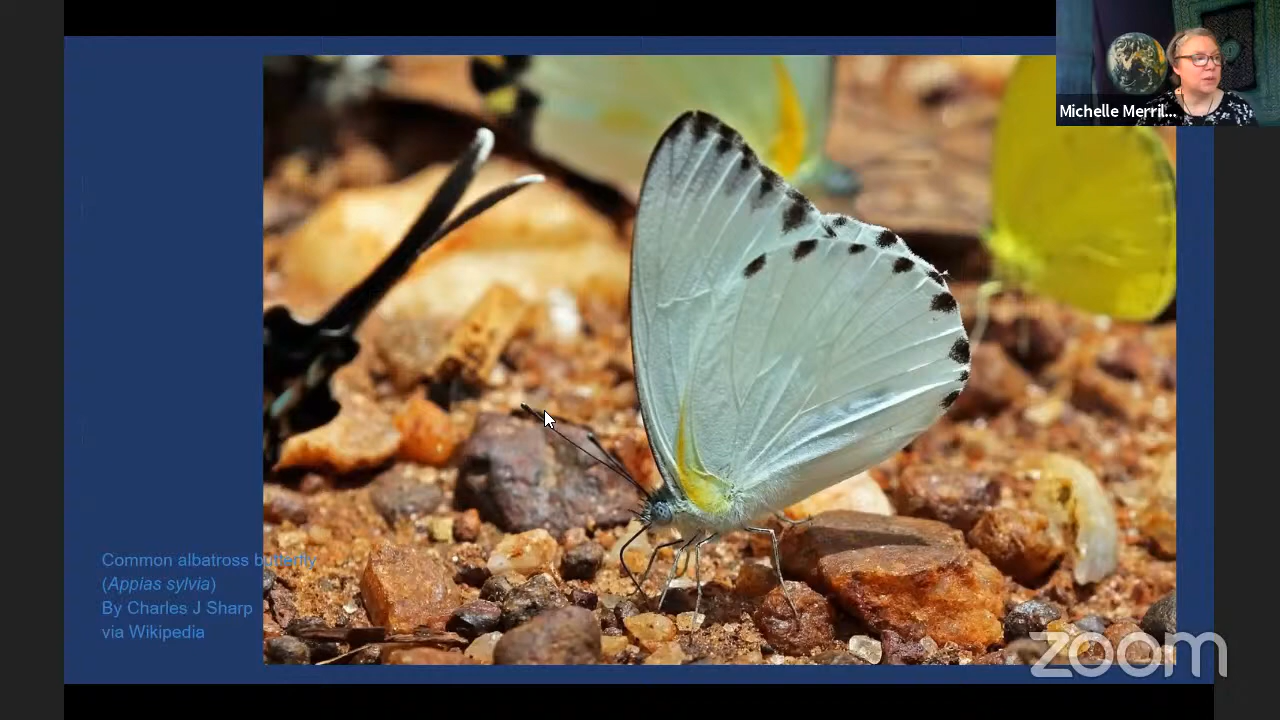 Michelle Merril...
Common albatross butterfly
(Appias sylvia)
By Charles J Sharp
via Wikipedia
zoom